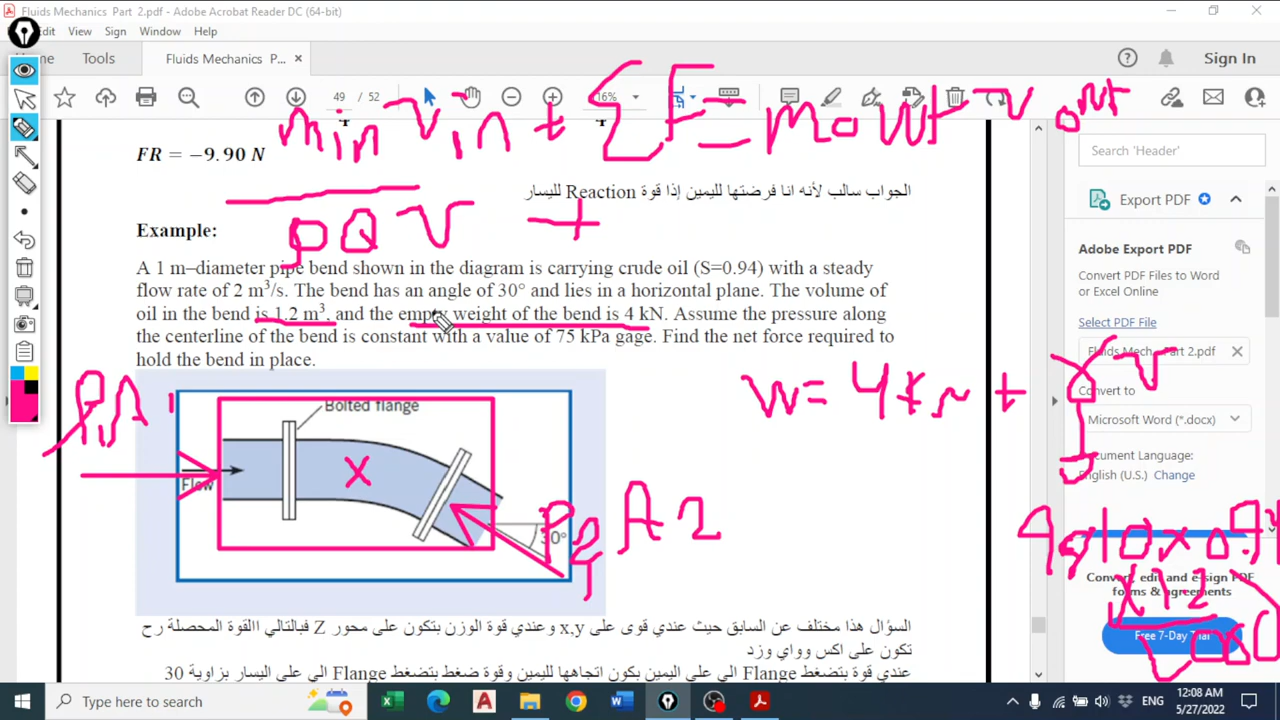 Fluids Mechanics Part 2.pdf - Adobe Acrobat Reader DC (64-bit)
Edit View Sign Window Help
Home Tools Fluids Mechanics P... × Sign In
49 / 52
min Vin + ΣF = mout Vout
FR = −9.90 N
الجواب سالب لأنه انا فرضتها لليمين إذا قوة Reaction لليسار
ρQV +
Example:
A 1 m–diameter pipe bend shown in the diagram is carrying crude oil (S=0.94) with a steady
flow rate of 2 m³/s. The bend has an angle of 30° and lies in a horizontal plane. The volume of
oil in the bend is 1.2 m³, and the empty weight of the bend is 4 kN. Assume the pressure along
the centerline of the bend is constant with a value of 75 kPa gage. Find the net force required to
hold the bend in place.
W= 4kN + γV
P1A1
Bolted flange
Flow
X
30°
A2
السؤال هذا مختلف عن السابق حيث عندي قوى على x,y وعندي قوة الوزن بتكون على محور Z فبالتالي االقوة المحصلة رح
تكون على اكس وواي وزد
عندي قوة بتضغط Flange الي على اليمين يكون اتجاهها لليمين وقوة ضغط بتضغط Flange الي على اليسار بزاوية 30
Search 'Header'
Export PDF
Adobe Export PDF
Convert PDF Files to Word
or Excel Online
Select PDF File
Fluids Mech...Part 2.pdf
Convert to
Microsoft Word (*.docx)
Document Language:
English (U.S.) Change
Convert, edit and e-sign PDF
forms & agreements
Free 7-Day Trial
Type here to search
ENG
12:08 AM
5/27/2022